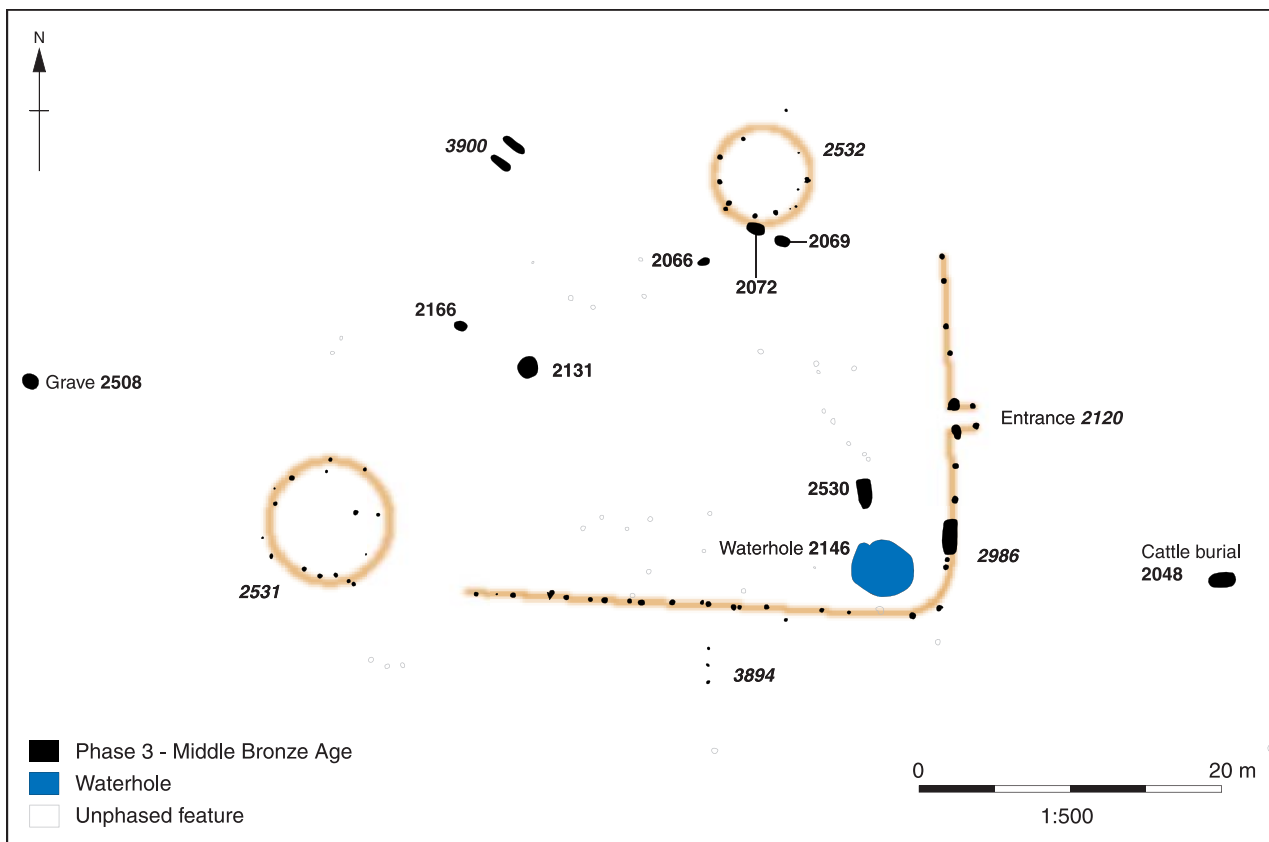 N
3900
2532
2069
2066
2072
2166
2131
Grave 2508
Entrance 2120
2530
Waterhole 2146
2986
Cattle burial
2048
2531
3894
Phase 3 - Middle Bronze Age
Waterhole
Unphased feature
0 20 m
1:500